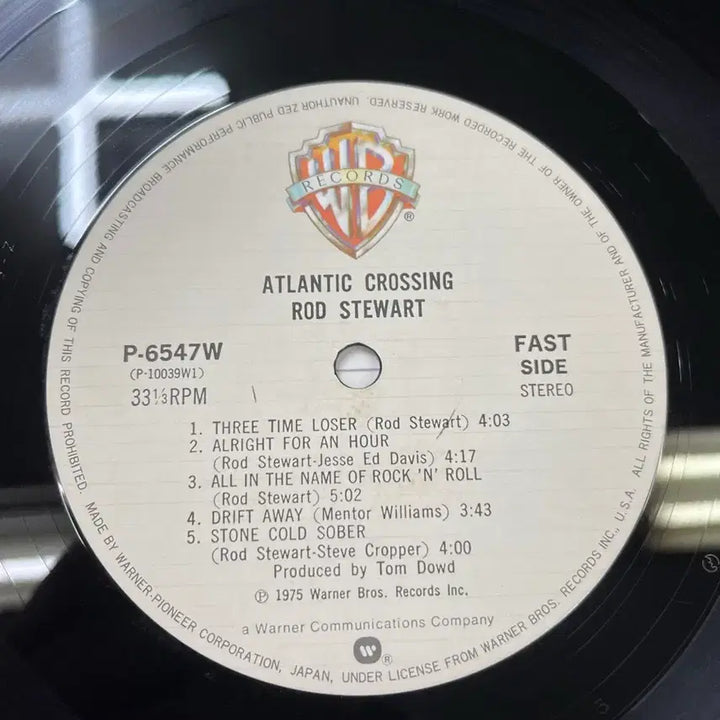 WB
RECORDS
®
ATLANTIC CROSSING
ROD STEWART
P-6547W
(P-10039W1)
33⅓RPM
FAST
SIDE
STEREO
1. THREE TIME LOSER (Rod Stewart) 4:03
2. ALRIGHT FOR AN HOUR
(Rod Stewart-Jesse Ed Davis) 4:17
3. ALL IN THE NAME OF ROCK 'N' ROLL
(Rod Stewart) 5:02
4. DRIFT AWAY (Mentor Williams) 3:43
5. STONE COLD SOBER
(Rod Stewart-Steve Cropper) 4:00
Produced by Tom Dowd
Ⓟ 1975 Warner Bros. Records Inc.
a Warner Communications Company
®
MADE BY WARNER-PIONEER CORPORATION, JAPAN, UNDER LICENSE FROM WARNER BROS. RECORDS INC., U.S.A. ALL RIGHTS OF THE MANUFACTURER AND OF THE OWNER OF THE RECORDED WORK RESERVED. UNAUTHORIZED PUBLIC PERFORMANCE BROADCASTING AND COPYING OF THIS RECORD PROHIBITED.